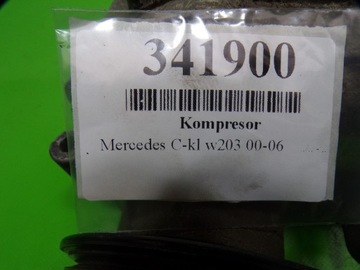 341900
Kompresor
Mercedes C-kl w203 00-06